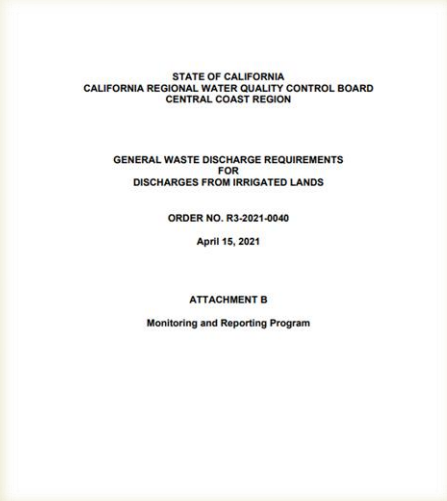 STATE OF CALIFORNIA
CALIFORNIA REGIONAL WATER QUALITY CONTROL BOARD
CENTRAL COAST REGION
GENERAL WASTE DISCHARGE REQUIREMENTS
FOR
DISCHARGES FROM IRRIGATED LANDS
ORDER NO. R3-2021-0040
April 15, 2021
ATTACHMENT B
Monitoring and Reporting Program